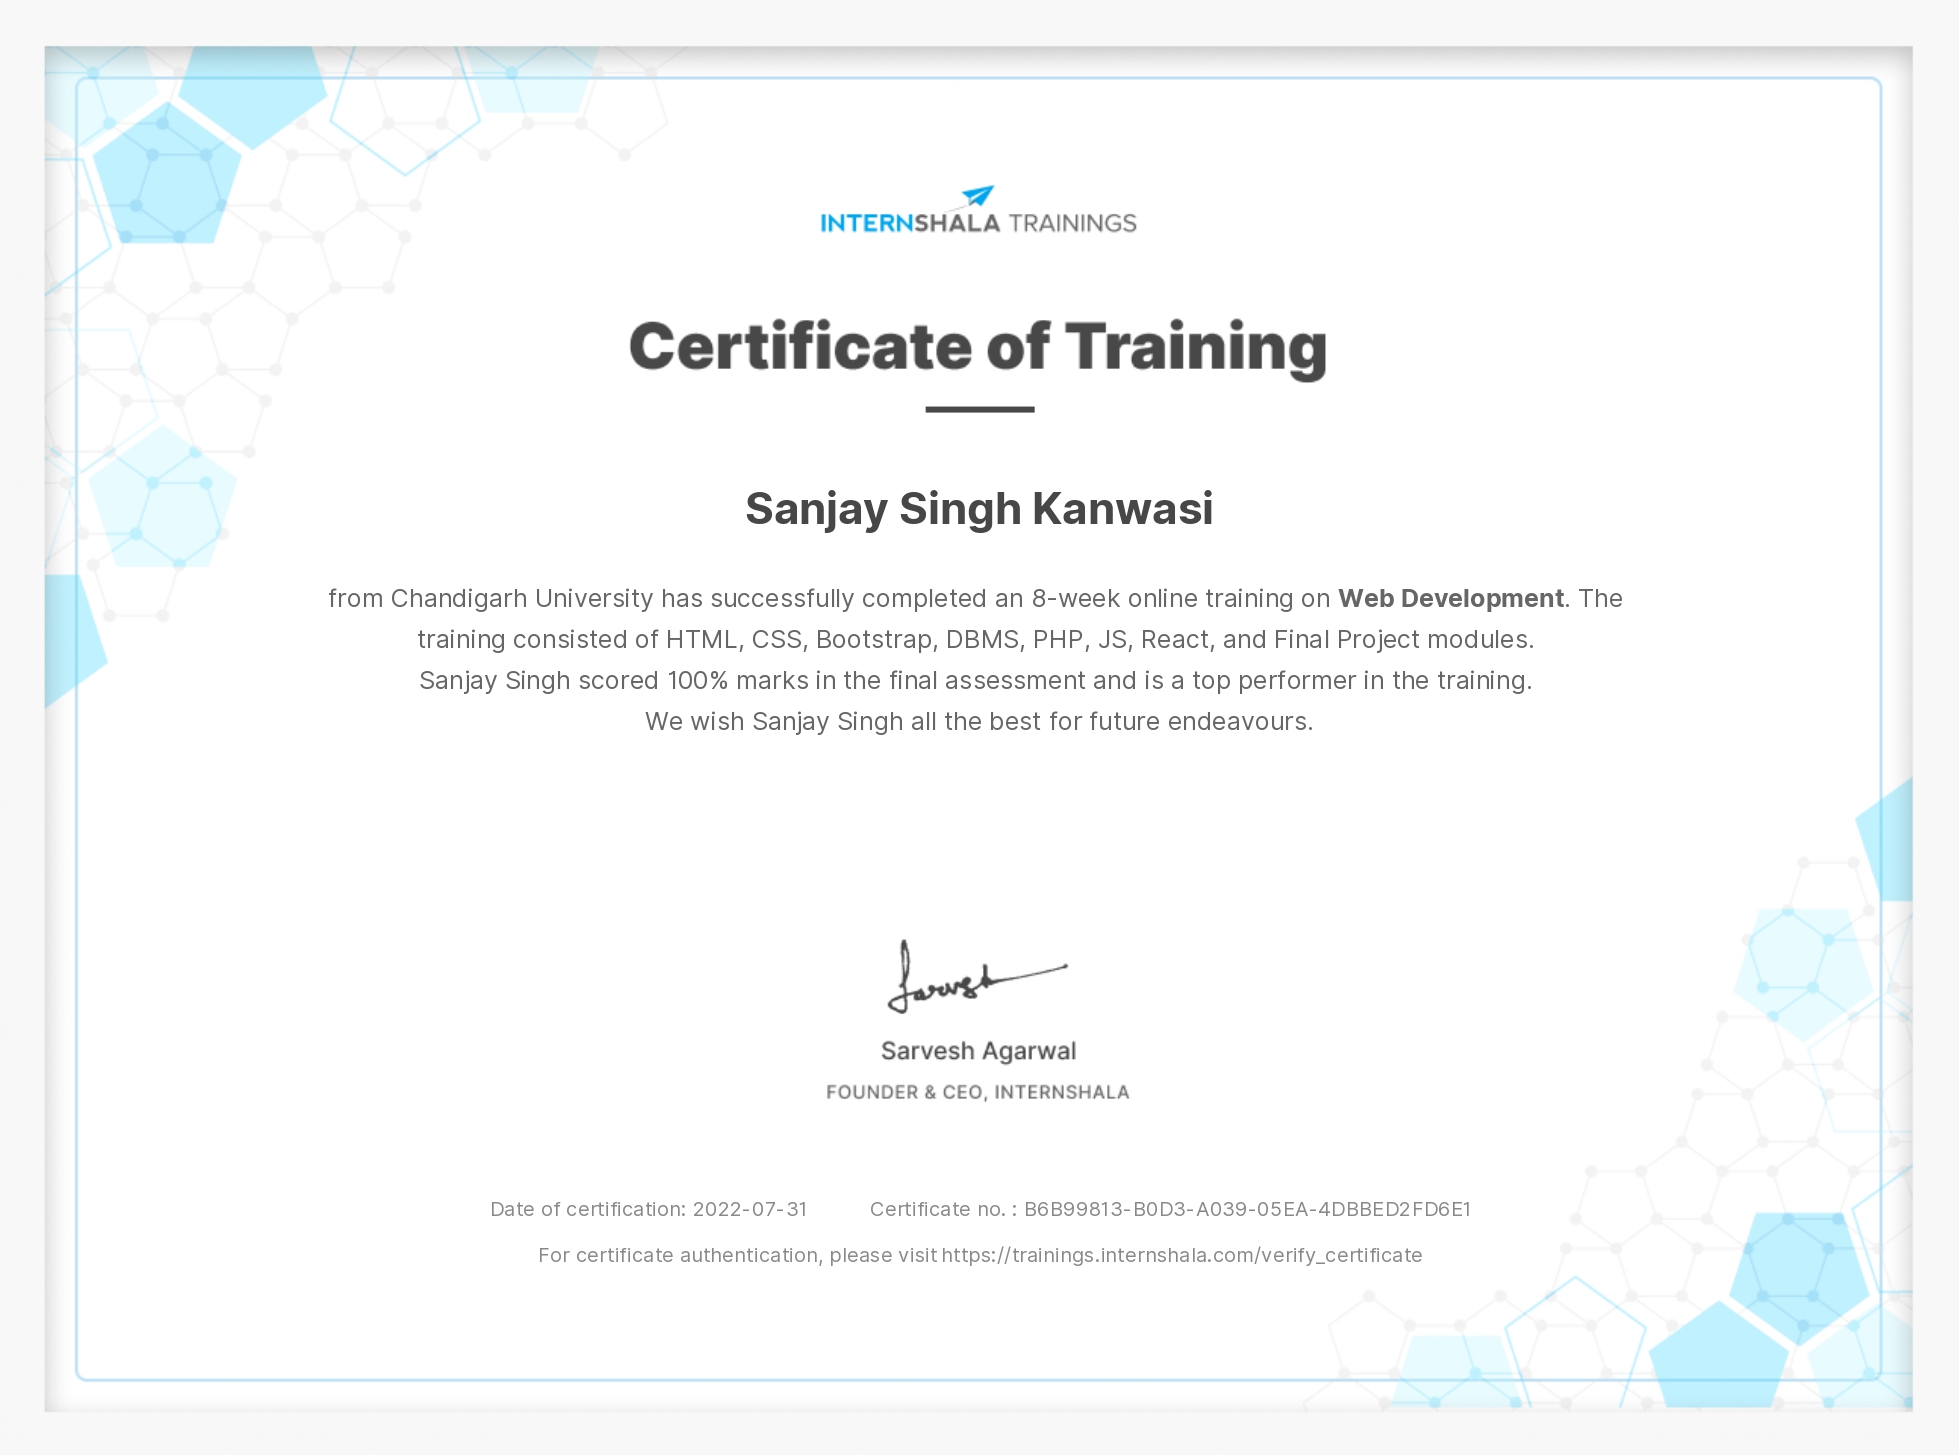 INTERNSHALA TRAININGS
Certificate of Training
Sanjay Singh Kanwasi
from Chandigarh University has successfully completed an 8-week online training on Web Development. The
training consisted of HTML, CSS, Bootstrap, DBMS, PHP, JS, React, and Final Project modules.
Sanjay Singh scored 100% marks in the final assessment and is a top performer in the training.
We wish Sanjay Singh all the best for future endeavours.
Sarvesh
Sarvesh Agarwal
FOUNDER & CEO, INTERNSHALA
Date of certification: 2022-07-31 Certificate no. : B6B99813-B0D3-A039-05EA-4DBBED2FD6E1
For certificate authentication, please visit https://trainings.internshala.com/verify_certificate